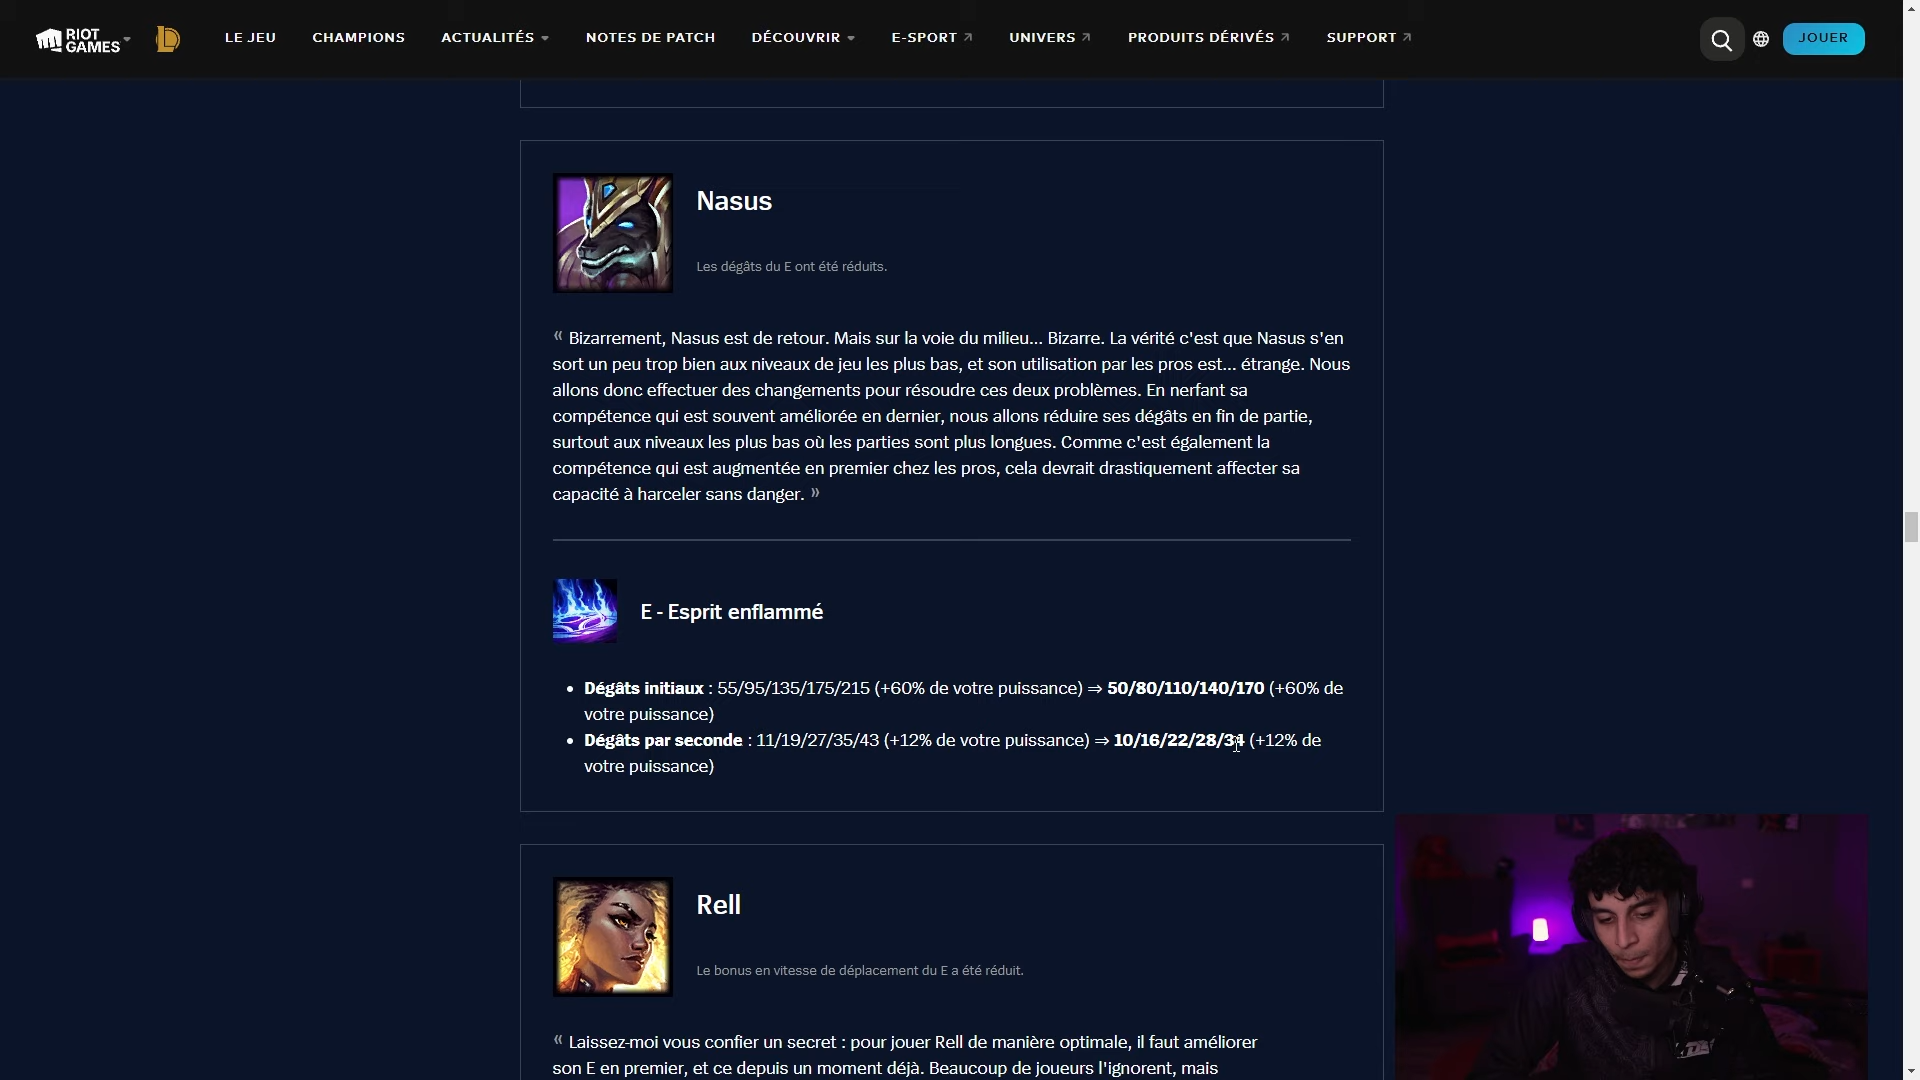 RIOT GAMES
LE JEU
CHAMPIONS
ACTUALITÉS
NOTES DE PATCH
DÉCOUVRIR
E-SPORT
UNIVERS
PRODUITS DÉRIVÉS
SUPPORT
JOUER
Nasus
Les dégâts du E ont été réduits.
« Bizarrement, Nasus est de retour. Mais sur la voie du milieu... Bizarre. La vérité c'est que Nasus s'en
sort un peu trop bien aux niveaux de jeu les plus bas, et son utilisation par les pros est... étrange. Nous
allons donc effectuer des changements pour résoudre ces deux problèmes. En nerfant sa
compétence qui est souvent améliorée en dernier, nous allons réduire ses dégâts en fin de partie,
surtout aux niveaux les plus bas où les parties sont plus longues. Comme c'est également la
compétence qui est augmentée en premier chez les pros, cela devrait drastiquement affecter sa
capacité à harceler sans danger. »
E - Esprit enflammé
• Dégâts initiaux : 55/95/135/175/215 (+60% de votre puissance) ⇒ 50/80/110/140/170 (+60% de
votre puissance)
• Dégâts par seconde : 11/19/27/35/43 (+12% de votre puissance) ⇒ 10/16/22/28/34 (+12% de
votre puissance)
Rell
Le bonus en vitesse de déplacement du E a été réduit.
« Laissez-moi vous confier un secret : pour jouer Rell de manière optimale, il faut améliorer
son E en premier, et ce depuis un moment déjà. Beaucoup de joueurs l'ignorent, mais